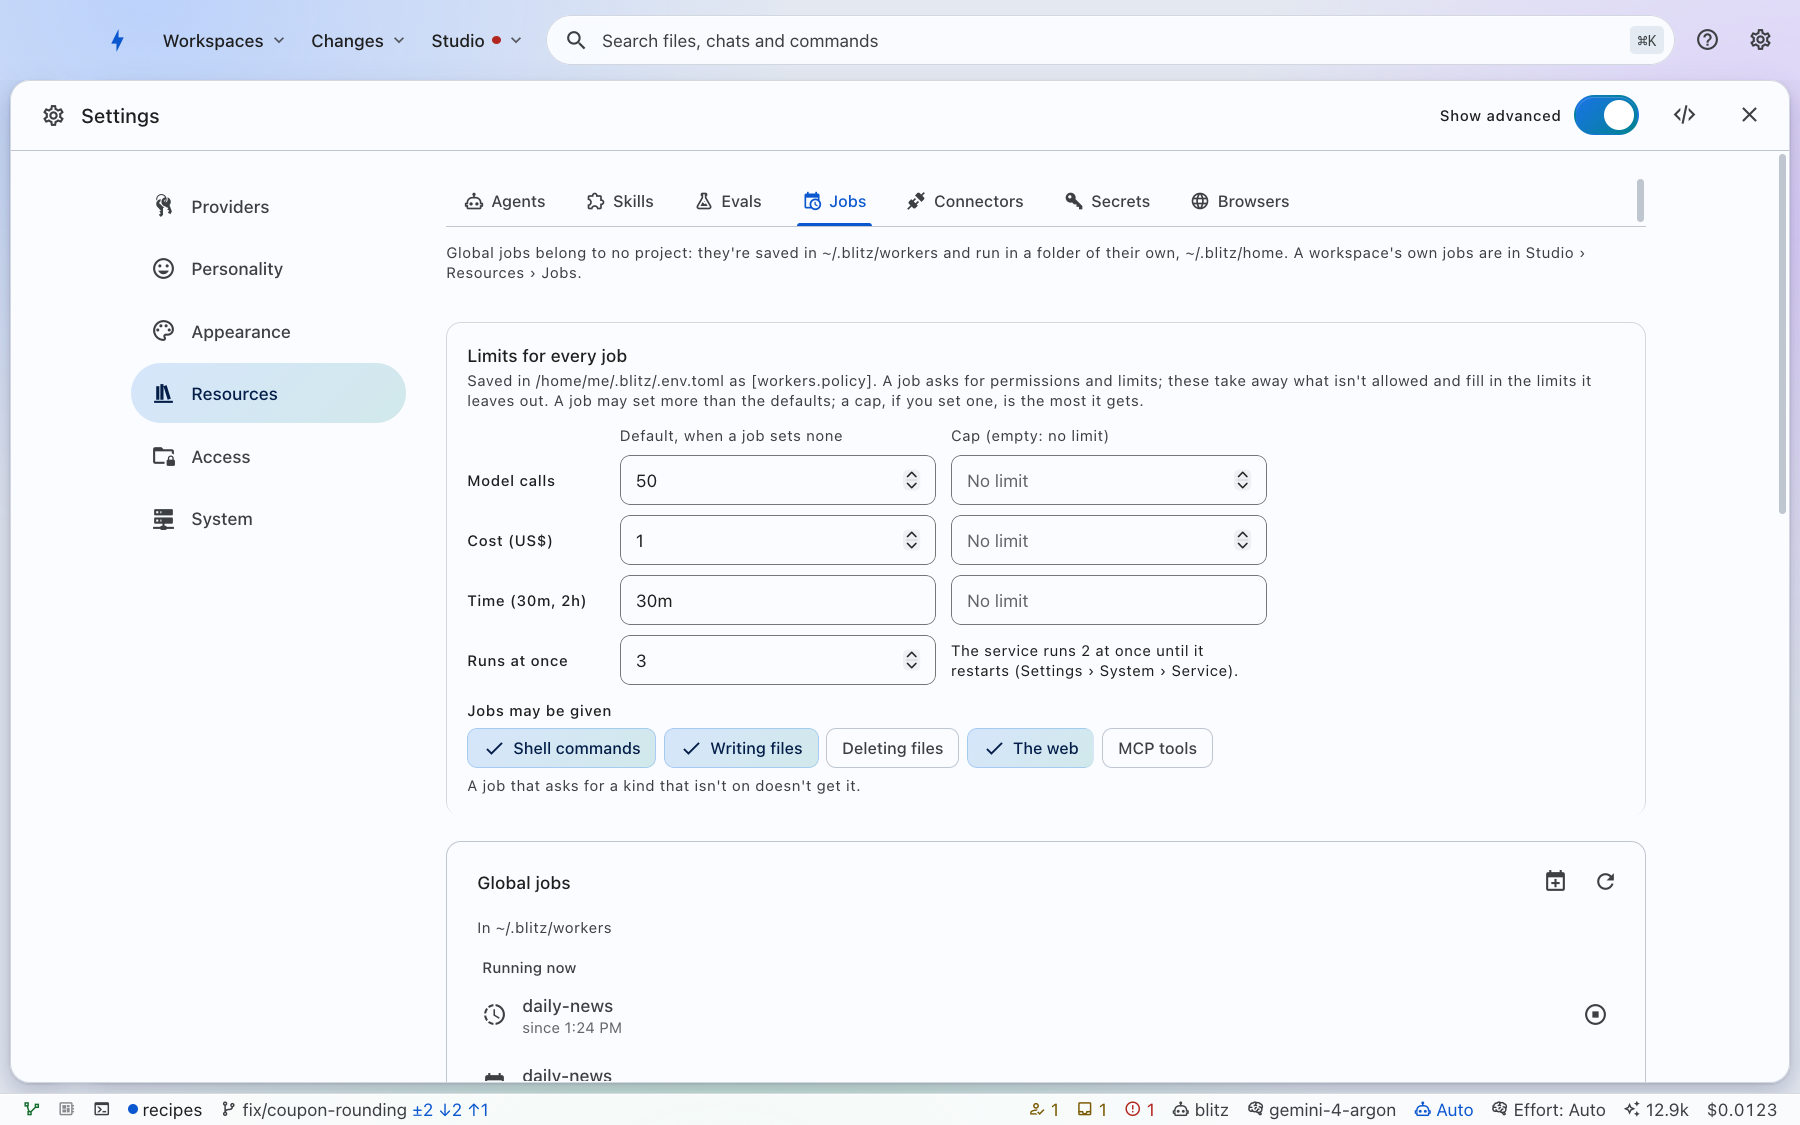 Workspaces
Changes
Studio
Search files, chats and commands
⌘K
Settings
Show advanced
Providers
Personality
Appearance
Resources
Access
System
Agents
Skills
Evals
Jobs
Connectors
Secrets
Browsers
Global jobs belong to no project: they're saved in ~/.blitz/workers and run in a folder of their own, ~/.blitz/home. A workspace's own jobs are in Studio ›
Resources › Jobs.
Limits for every job
Saved in /home/me/.blitz/.env.toml as [workers.policy]. A job asks for permissions and limits; these take away what isn't allowed and fill in the limits it
leaves out. A job may set more than the defaults; a cap, if you set one, is the most it gets.
Default, when a job sets none
Cap (empty: no limit)
Model calls
50
No limit
Cost (US$)
1
No limit
Time (30m, 2h)
30m
No limit
Runs at once
3
The service runs 2 at once until it
restarts (Settings › System › Service).
Jobs may be given
Shell commands
Writing files
Deleting files
The web
MCP tools
A job that asks for a kind that isn't on doesn't get it.
Global jobs
In ~/.blitz/workers
Running now
daily-news
since 1:24 PM
daily-news
recipes
fix/coupon-rounding ±2 ↓2 ↑1
1
1
1
blitz
gemini-4-argon
Auto
Effort: Auto
12.9k
$0.0123